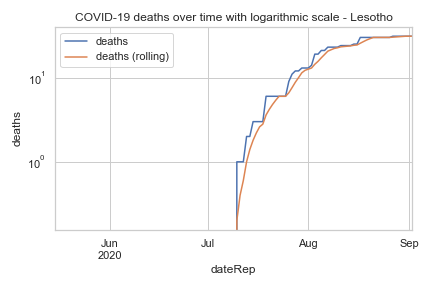 COVID-19 deaths over time with logarithmic scale - Lesotho
deaths
deaths (rolling)
10¹
10⁰
deaths
Jun
2020
Jul
Aug
Sep
dateRep